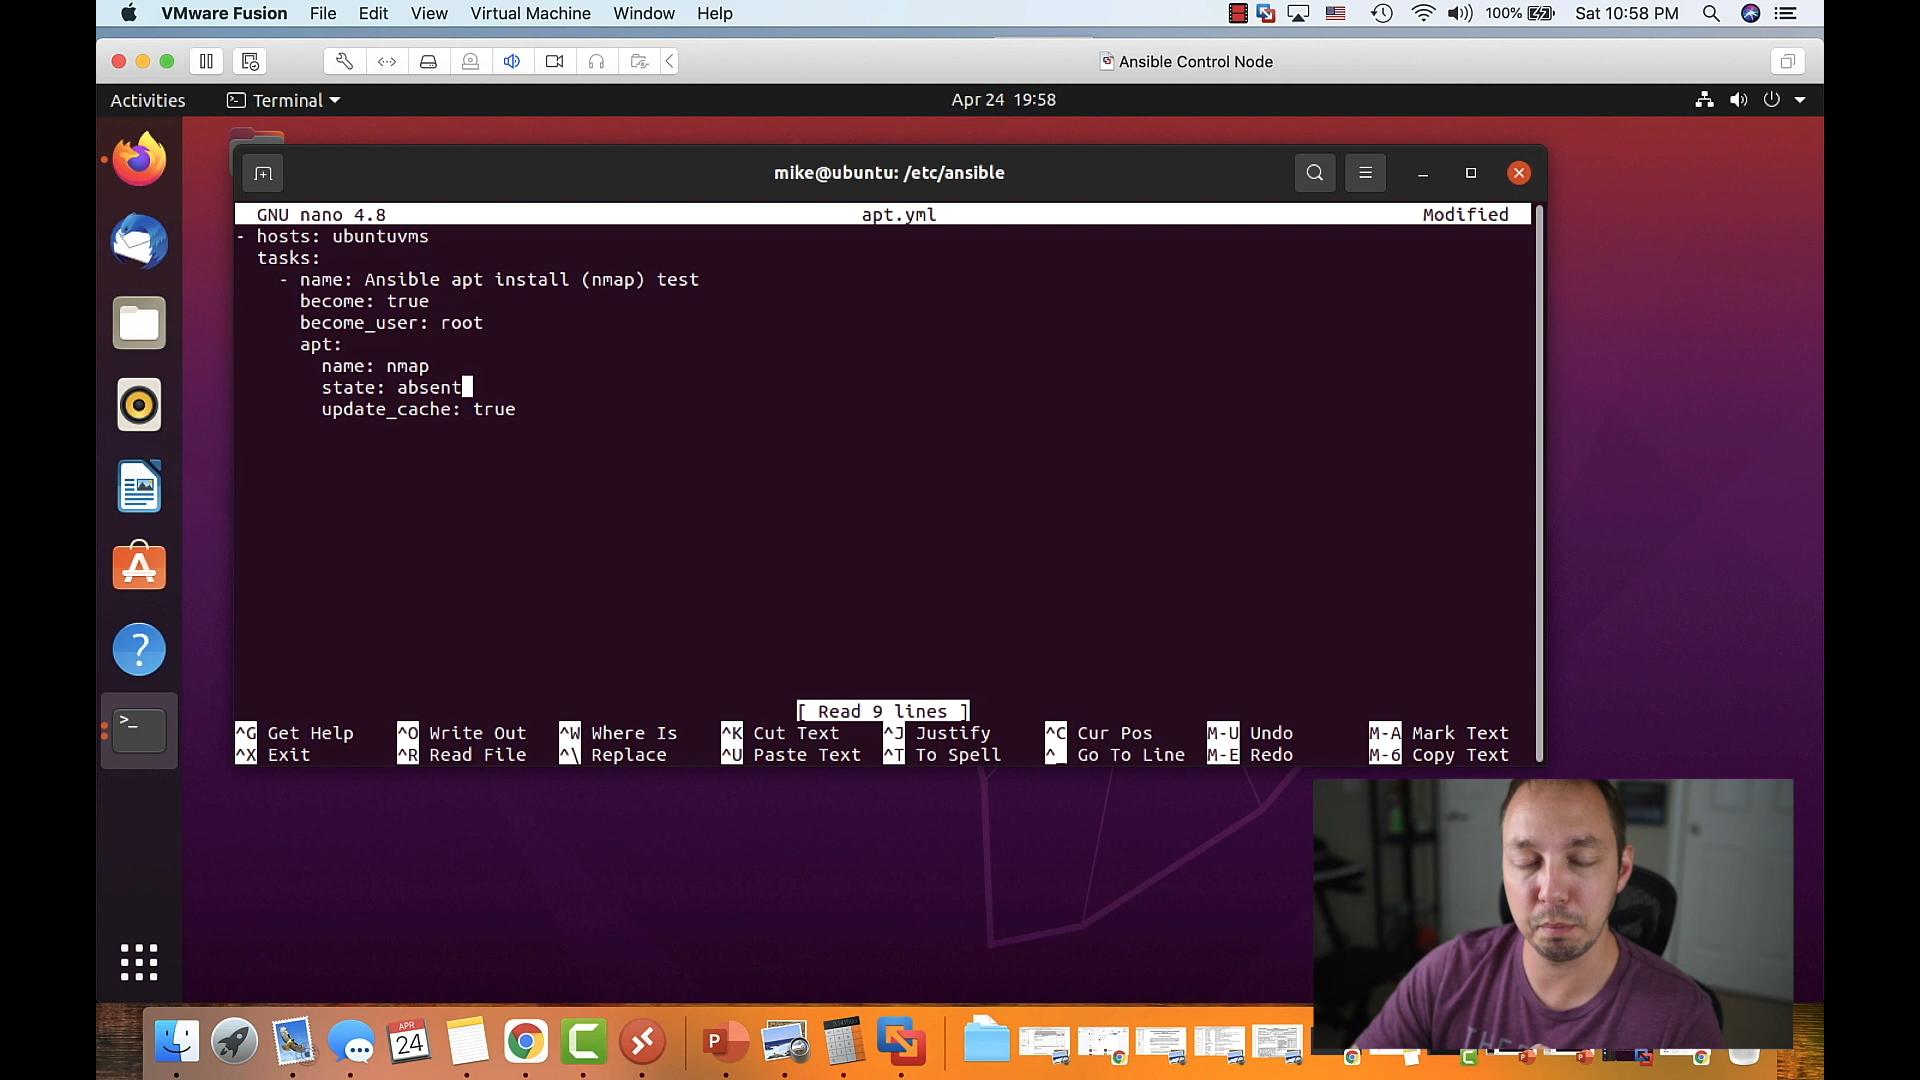 VMware Fusion File Edit View Virtual Machine Window Help 100% Sat 10:58 PM
Ansible Control Node
Activities Terminal Apr 24 19:58
mike@ubuntu: /etc/ansible
GNU nano 4.8 apt.yml Modified
- hosts: ubuntuvms
tasks:
- name: Ansible apt install (nmap) test
become: true
become_user: root
apt:
name: nmap
state: absent
update_cache: true
[ Read 9 lines ]
^G Get Help ^O Write Out ^W Where Is ^K Cut Text ^J Justify ^C Cur Pos M-U Undo M-A Mark Text
^X Exit ^R Read File ^\ Replace ^U Paste Text ^T To Spell ^_ Go To Line M-E Redo M-6 Copy Text
APR
24